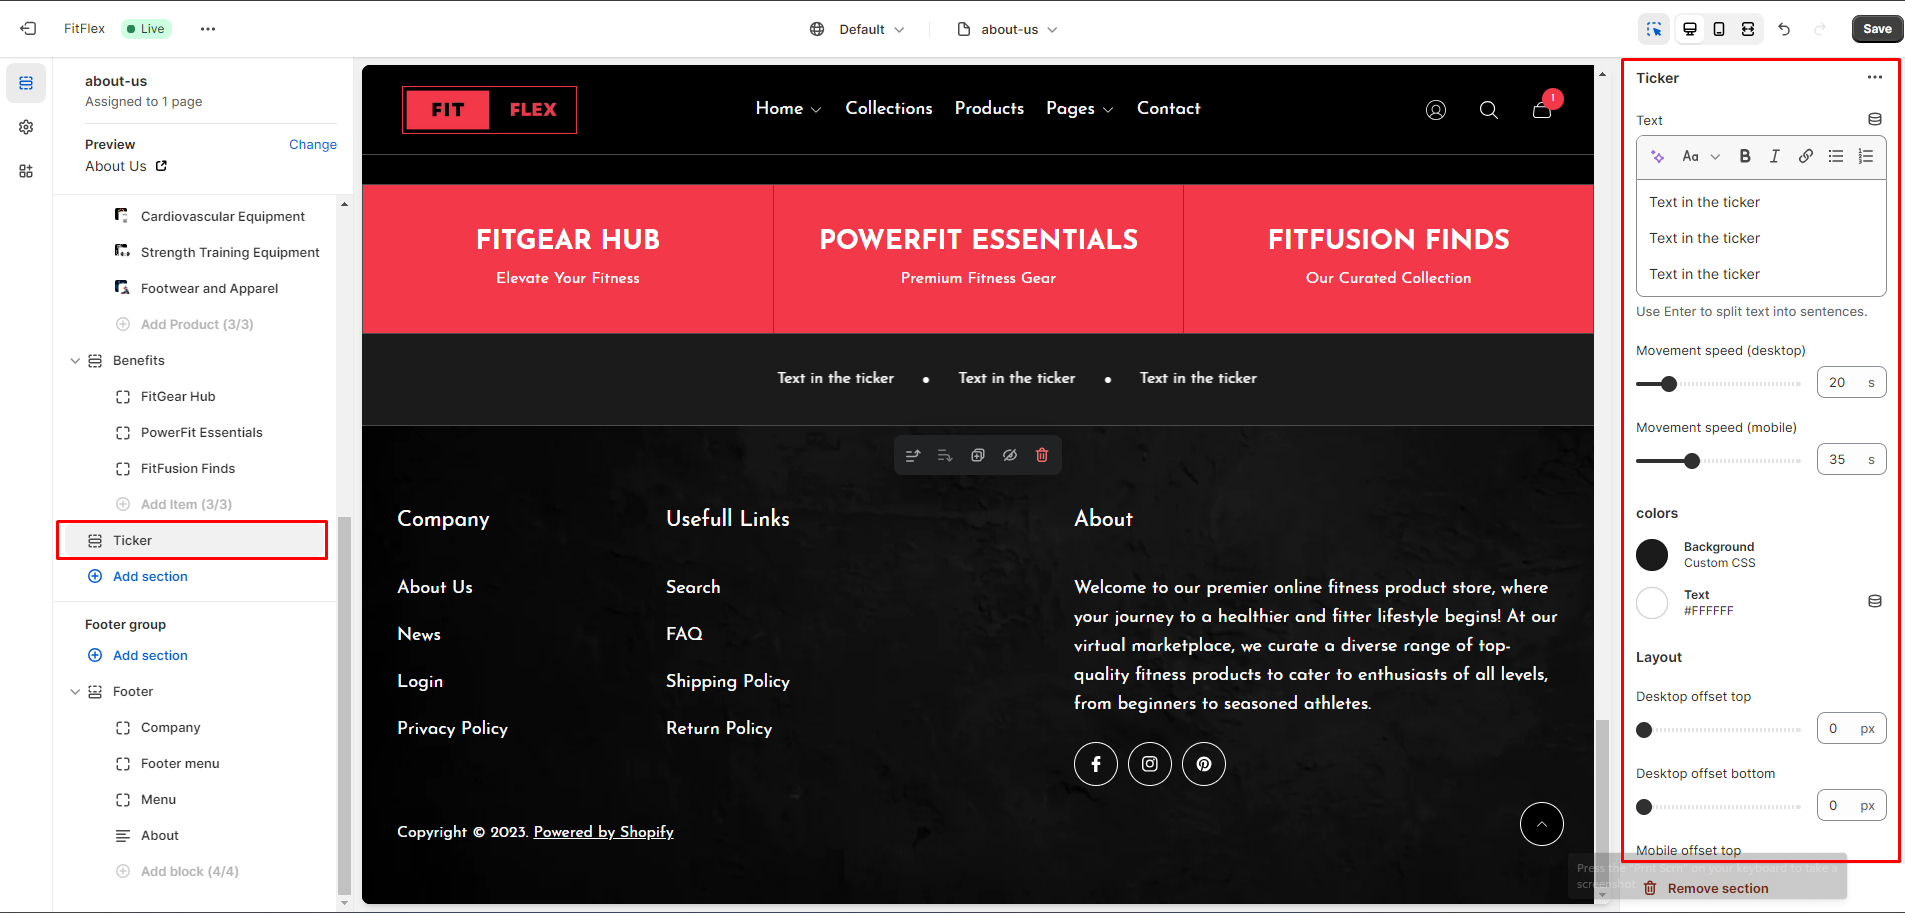 FitFlex
Live
Default
about-us
Save
about-us
Assigned to 1 page
Preview
Change
About Us
Cardiovascular Equipment
Strength Training Equipment
Footwear and Apparel
Add Product (3/3)
Benefits
FitGear Hub
PowerFit Essentials
FitFusion Finds
Add Item (3/3)
Ticker
Add section
Footer group
Add section
Footer
Company
Footer menu
Menu
About
Add block (4/4)
FIT FLEX
Home
Collections
Products
Pages
Contact
1
FITGEAR HUB
Elevate Your Fitness
POWERFIT ESSENTIALS
Premium Fitness Gear
FITFUSION FINDS
Our Curated Collection
Text in the ticker • Text in the ticker • Text in the ticker
Company
About Us
News
Login
Privacy Policy
Usefull Links
Search
FAQ
Shipping Policy
Return Policy
About
Welcome to our premier online fitness product store, where
your journey to a healthier and fitter lifestyle begins! At our
virtual marketplace, we curate a diverse range of top-
quality fitness products to cater to enthusiasts of all levels,
from beginners to seasoned athletes.
Copyright © 2023. Powered by Shopify
Ticker
Text
Aa
B I
Text in the ticker
Text in the ticker
Text in the ticker
Use Enter to split text into sentences.
Movement speed (desktop)
20 s
Movement speed (mobile)
35 s
colors
Background
Custom CSS
Text
#FFFFFF
Layout
Desktop offset top
0 px
Desktop offset bottom
0 px
Mobile offset top
Press the "Prnt Scrn" on your keyboard to take a
screenshot
Remove section